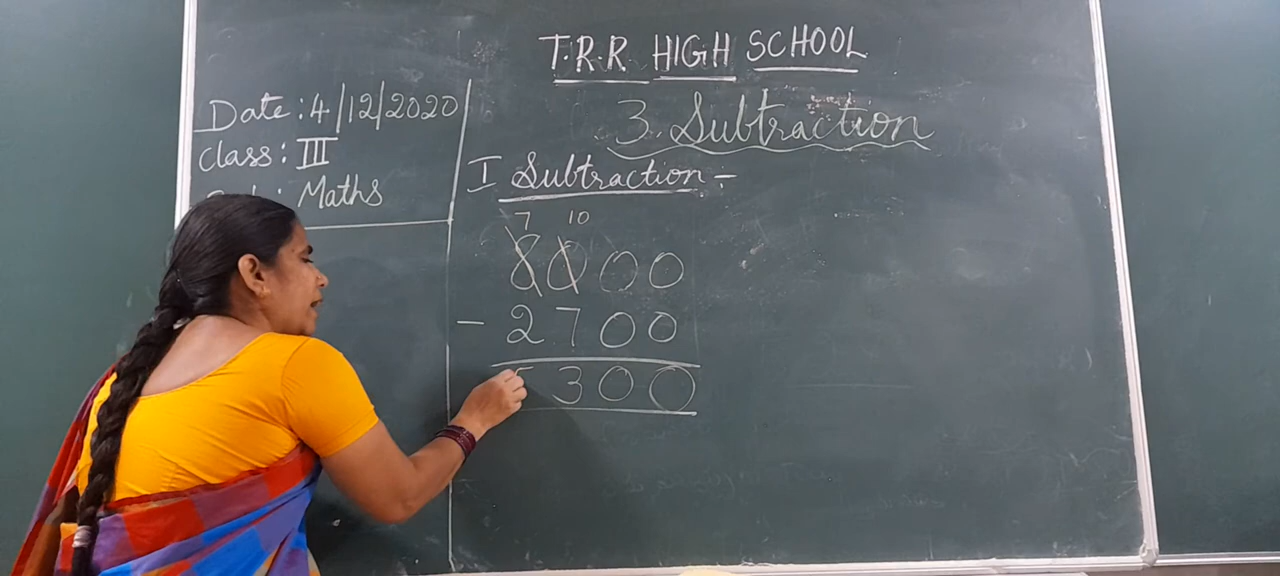 T.R.R HIGH SCHOOL
Date: 4/12/2020
Class: III
Maths
3. Subtraction
I Subtraction -
7 10
8000
- 2700
5300